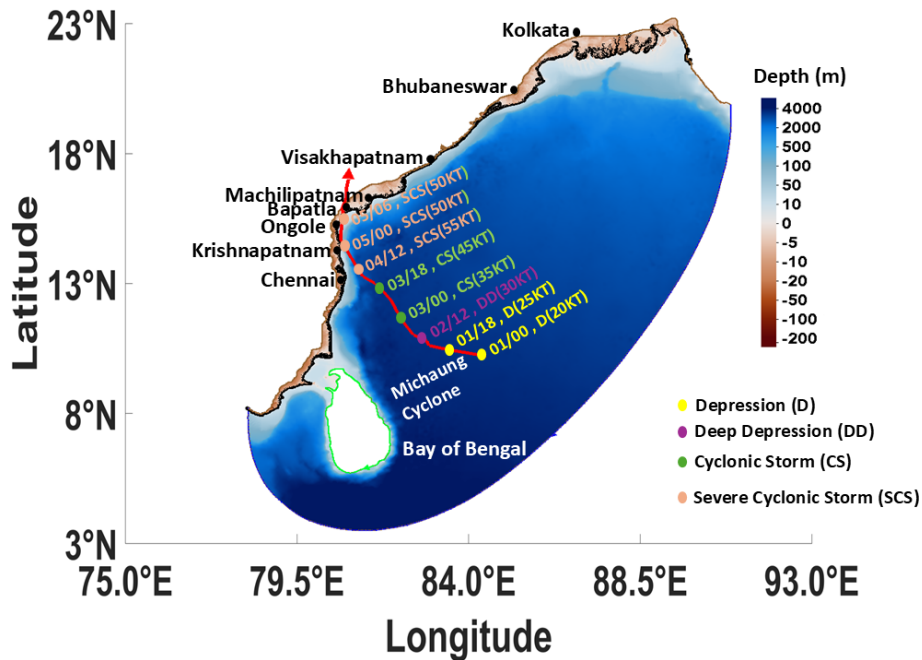 Latitude
23°N
18°N
13°N
8°N
3°N
Kolkata
Bhubaneswar
Visakhapatnam
Machilipatnam
Bapatla
Ongole
Krishnapatnam
Chennai
05/06 , SCS(50KT)
05/00 , SCS(50KT)
04/12 , SCS(55KT)
03/18 , CS(45KT)
03/00 , CS(35KT)
02/12, DD(30KT)
01/18 , D(25KT)
01/00 , D(20KT)
Michaung
Cyclone
Bay of Bengal
Depth (m)
4000
2000
500
100
10
0
-5
-10
-20
-50
-100
-200
Depression (D)
Deep Depression (DD)
Cyclonic Storm (CS)
Severe Cyclonic Storm (SCS)
75.0°E
79.5°E
84.0°E
88.5°E
93.0°E
Longitude